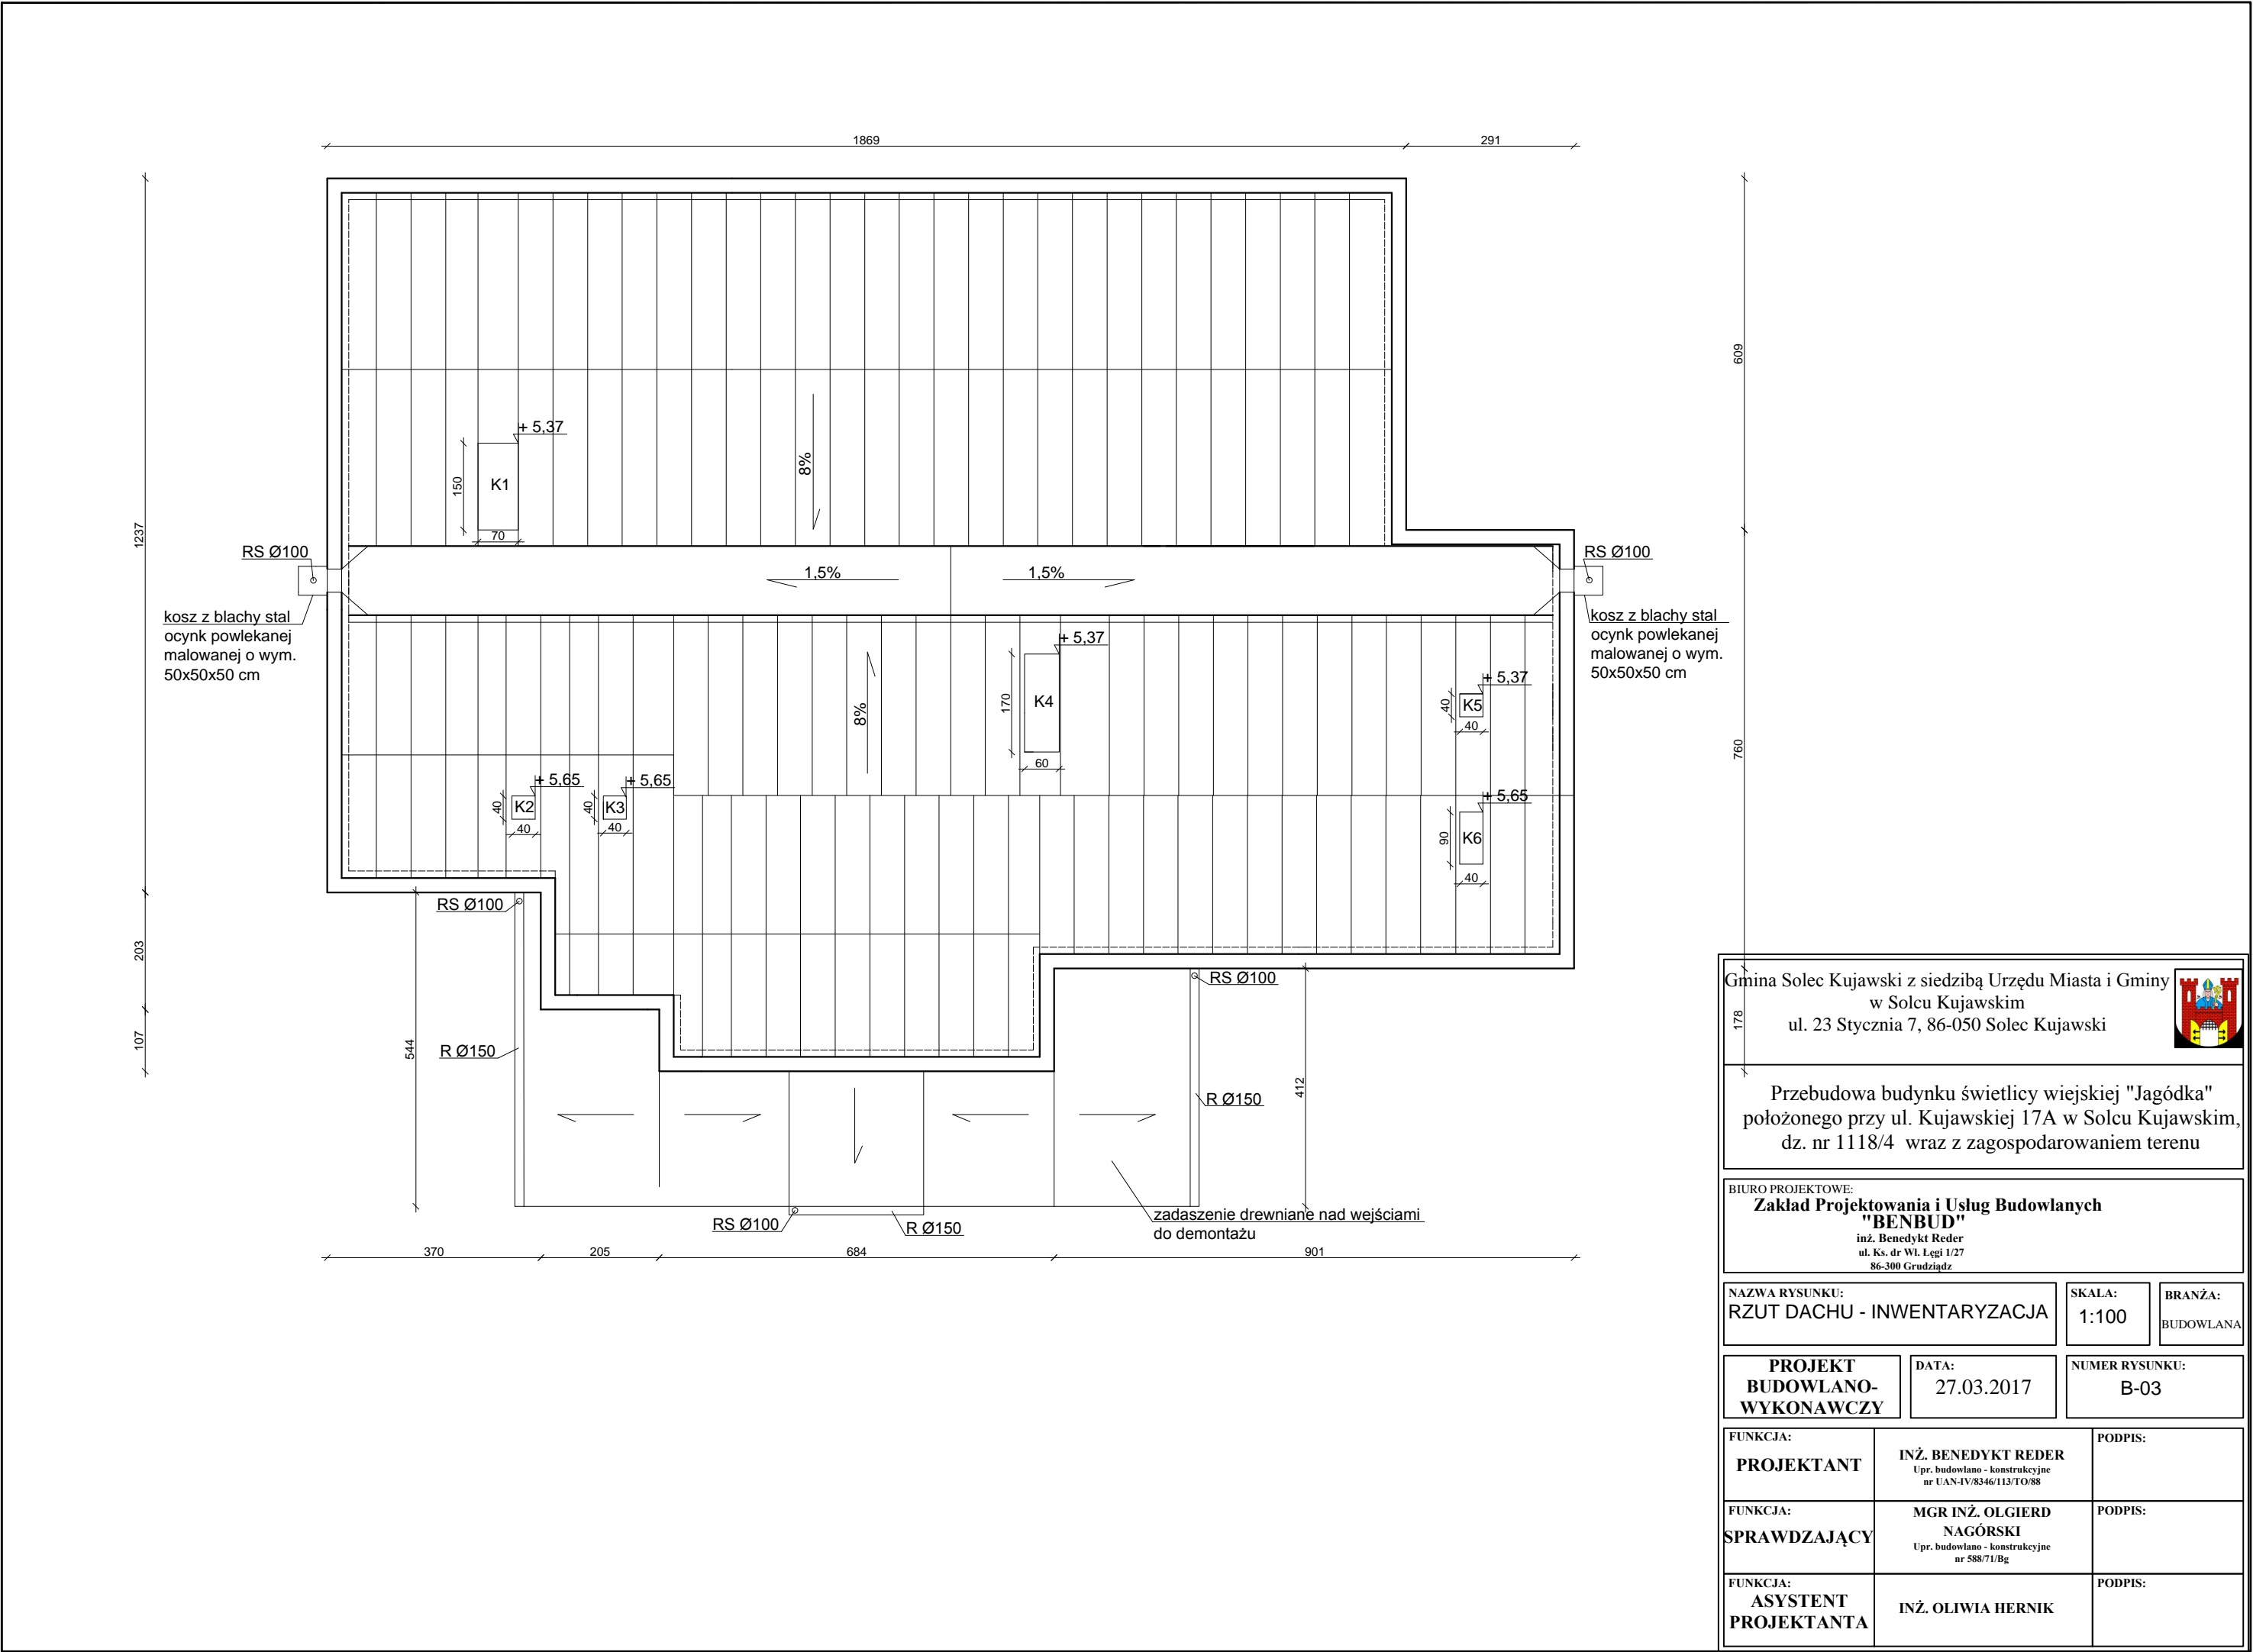 1869
291
1237
203
107
609
760
178
+ 5,37
150
K1
70
8%
RS Ø100
kosz z blachy stal
ocynk powlekanej
malowanej o wym.
50x50x50 cm
1,5%
1,5%
RS Ø100
kosz z blachy stal
ocynk powlekanej
malowanej o wym.
50x50x50 cm
8%
+ 5,37
170
K4
60
+ 5,37
40
K5
40
+ 5,65
40
K2
40
+ 5,65
40
K3
40
+ 5,65
90
K6
40
RS Ø100
RS Ø100
544
R Ø150
412
R Ø150
RS Ø100
R Ø150
zadaszenie drewniane nad wejściami
do demontażu
370
205
684
901
Gmina Solec Kujawski z siedzibą Urzędu Miasta i Gminy
w Solcu Kujawskim
ul. 23 Stycznia 7, 86-050 Solec Kujawski
Przebudowa budynku świetlicy wiejskiej "Jagódka"
położonego przy ul. Kujawskiej 17A w Solcu Kujawskim,
dz. nr 1118/4 wraz z zagospodarowaniem terenu
BIURO PROJEKTOWE:
Zakład Projektowania i Usług Budowlanych
"BENBUD"
inż. Benedykt Reder
ul. Ks. dr Wł. Łęgi 1/27
86-300 Grudziądz
NAZWA RYSUNKU:
RZUT DACHU - INWENTARYZACJA
SKALA:
1:100
BRANŻA:
BUDOWLANA
PROJEKT
BUDOWLANO-
WYKONAWCZY
DATA:
27.03.2017
NUMER RYSUNKU:
B-03
FUNKCJA:
PROJEKTANT
INŻ. BENEDYKT REDER
Upr. budowlano - konstrukcyjne
nr UAN-IV/8346/113/TO/88
PODPIS:
FUNKCJA:
SPRAWDZAJĄCY
MGR INŻ. OLGIERD
NAGÓRSKI
Upr. budowlano - konstrukcyjne
nr 588/71/Bg
PODPIS:
FUNKCJA:
ASYSTENT
PROJEKTANTA
INŻ. OLIWIA HERNIK
PODPIS: